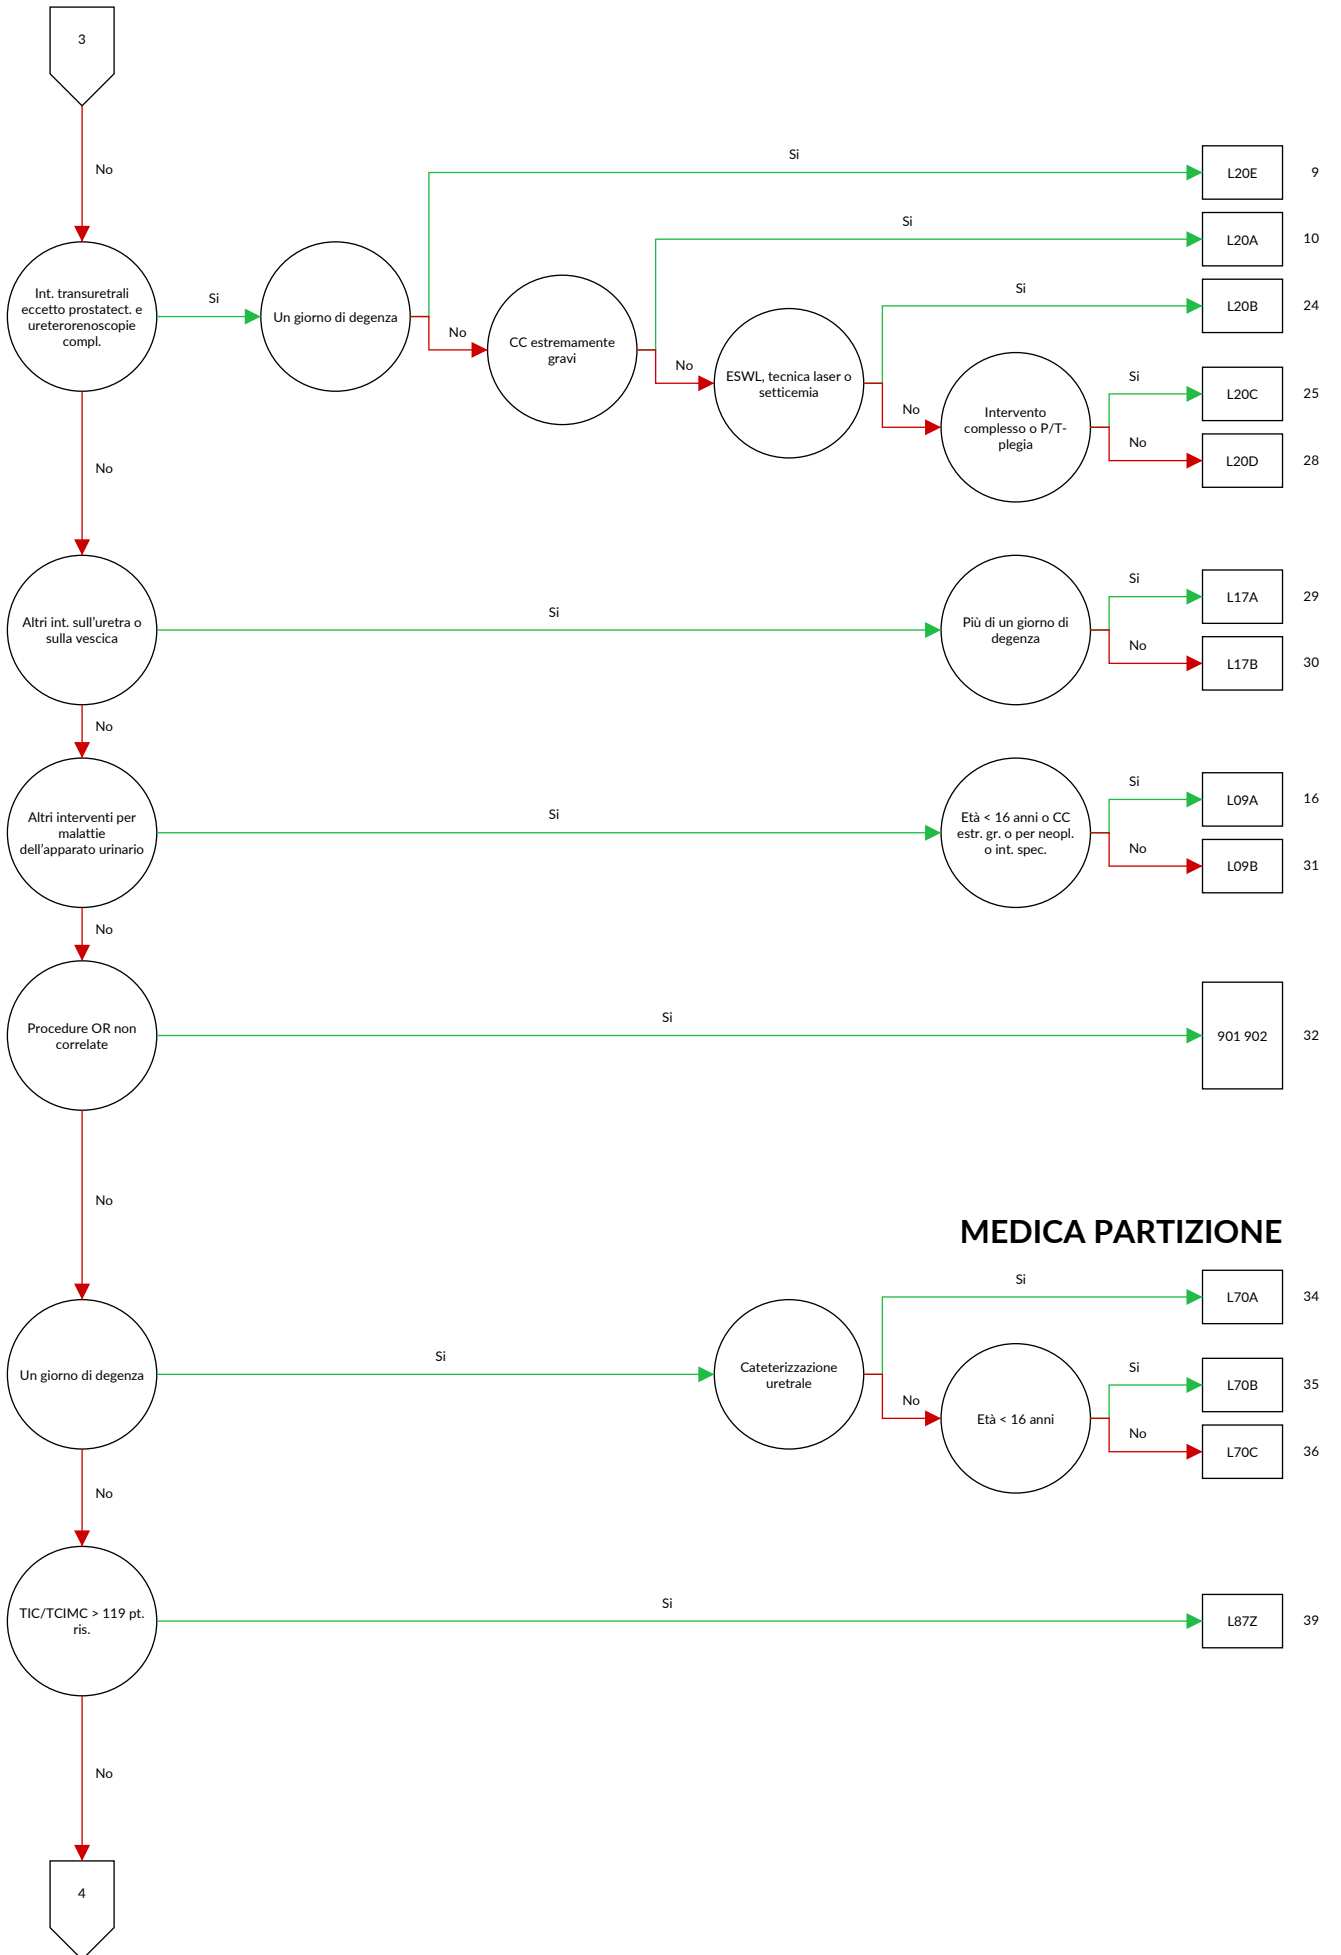 3
No
Si
L20E
9
Si
L20A
10
Int. transuretrali
eccetto prostatect. e
ureterorenoscopie
compl.
Si
Un giorno di degenza
No
CC estremamente
gravi
No
ESWL, tecnica laser o
setticemia
Si
L20B
24
No
Intervento
complesso o P/T-
plegia
Si
L20C
25
No
L20D
28
No
Altri int. sull'uretra o
sulla vescica
Si
Più di un giorno di
degenza
Si
L17A
29
No
L17B
30
No
Altri interventi per
malattie
dell'apparato urinario
Si
Età < 16 anni o CC
estr. gr. o per neopl.
o int. spec.
Si
L09A
16
No
L09B
31
No
Procedure OR non
correlate
Si
901 902
32
No
MEDICA PARTIZIONE
Un giorno di degenza
Si
Cateterizzazione
uretrale
Si
L70A
34
No
Età < 16 anni
Si
L70B
35
No
L70C
36
No
TIC/TCIMC > 119 pt.
ris.
Si
L87Z
39
No
4